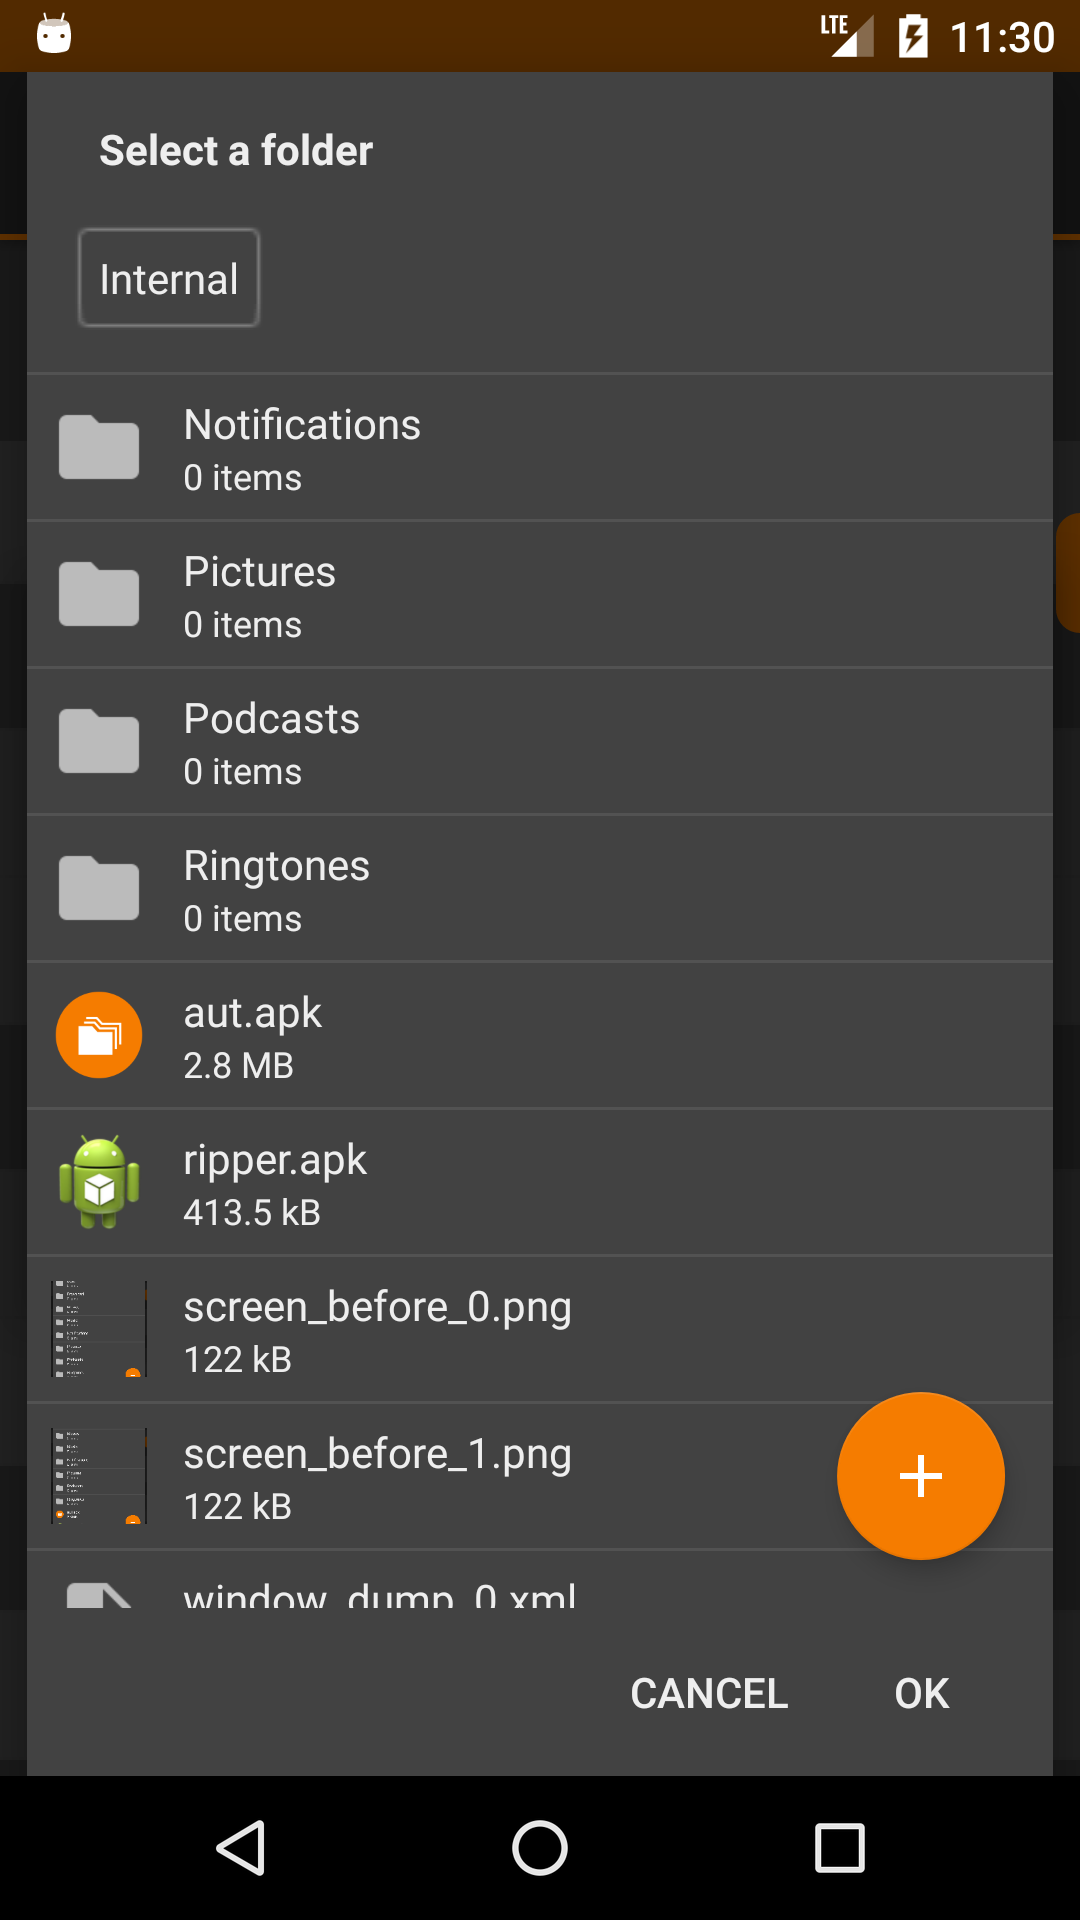 LTE 11:30
Select a folder
Internal
Notifications
0 items
Pictures
0 items
Podcasts
0 items
Ringtones
0 items
aut.apk
2.8 MB
ripper.apk
413.5 kB
screen_before_0.png
122 kB
screen_before_1.png
122 kB
window_dump_0.xml
CANCEL OK